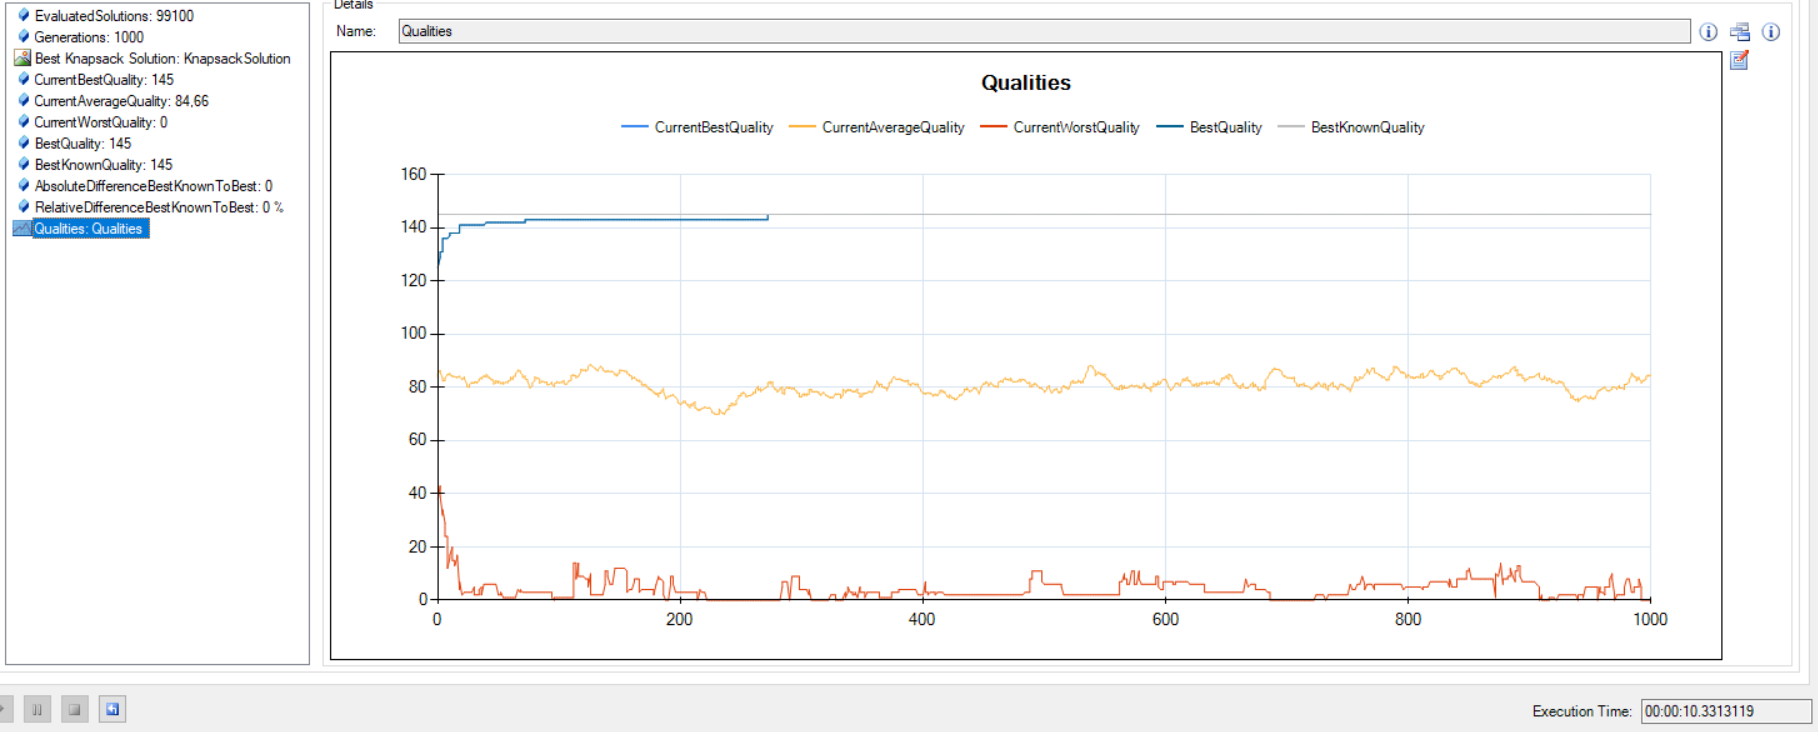 EvaluatedSolutions: 99100
Generations: 1000
Best Knapsack Solution: KnapsackSolution
CurrentBestQuality: 145
CurrentAverageQuality: 84,66
CurrentWorstQuality: 0
BestQuality: 145
BestKnownQuality: 145
AbsoluteDifferenceBestKnownToBest: 0
RelativeDifferenceBestKnownToBest: 0 %
Qualities: Qualities
Details
Name: Qualities
Qualities
CurrentBestQuality CurrentAverageQuality CurrentWorstQuality BestQuality BestKnownQuality
160
140
120
100
80
60
40
20
0
0 200 400 600 800 1000
Execution Time: 00:00:10.3313119